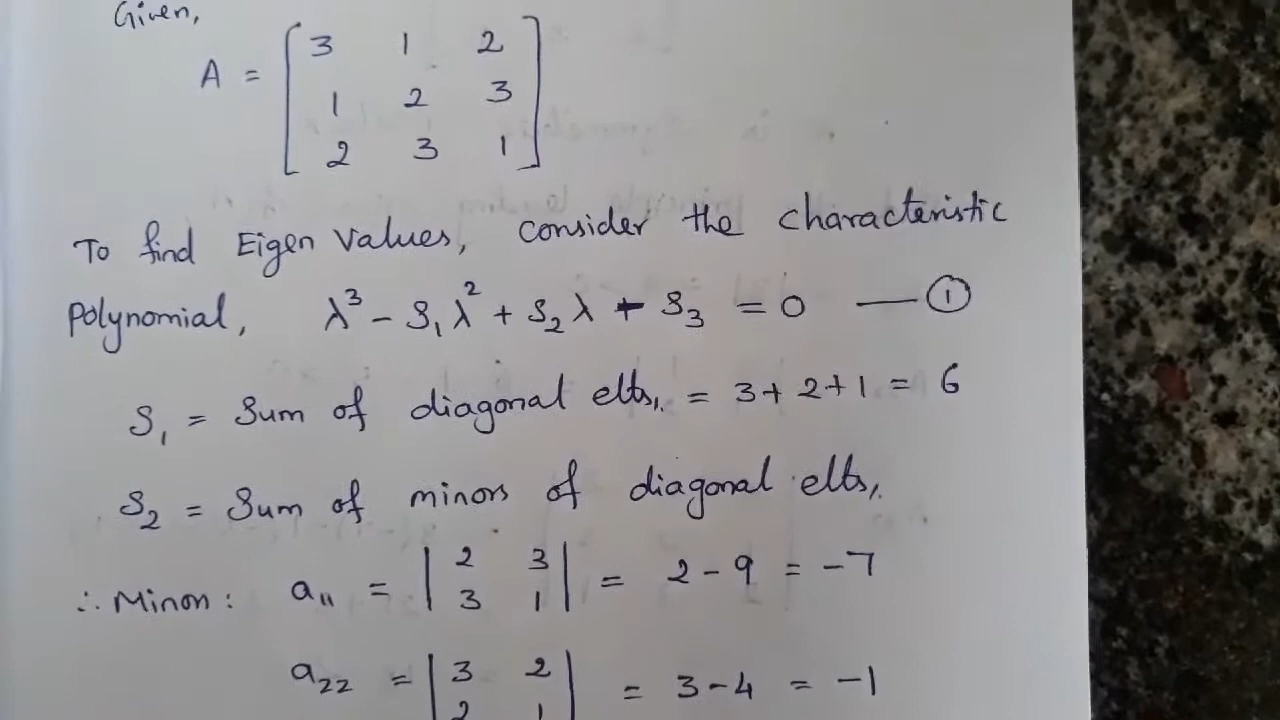 Given,
A = [ 3 1 2
1 2 3
2 3 1 ]
To find Eigen Values, consider the characteristic
Polynomial, λ³ - S₁λ² + S₂λ - S₃ = 0 — ①
S₁ = Sum of diagonal elts,. = 3 + 2 + 1 = 6
S₂ = Sum of minors of diagonal elts,.
∴ Minon : a₁₁ = | 2 3 | = 2 - 9 = -7
| 3 1 |
a₂₂ = | 3 2 | = 3 - 4 = -1
| 2 1 |